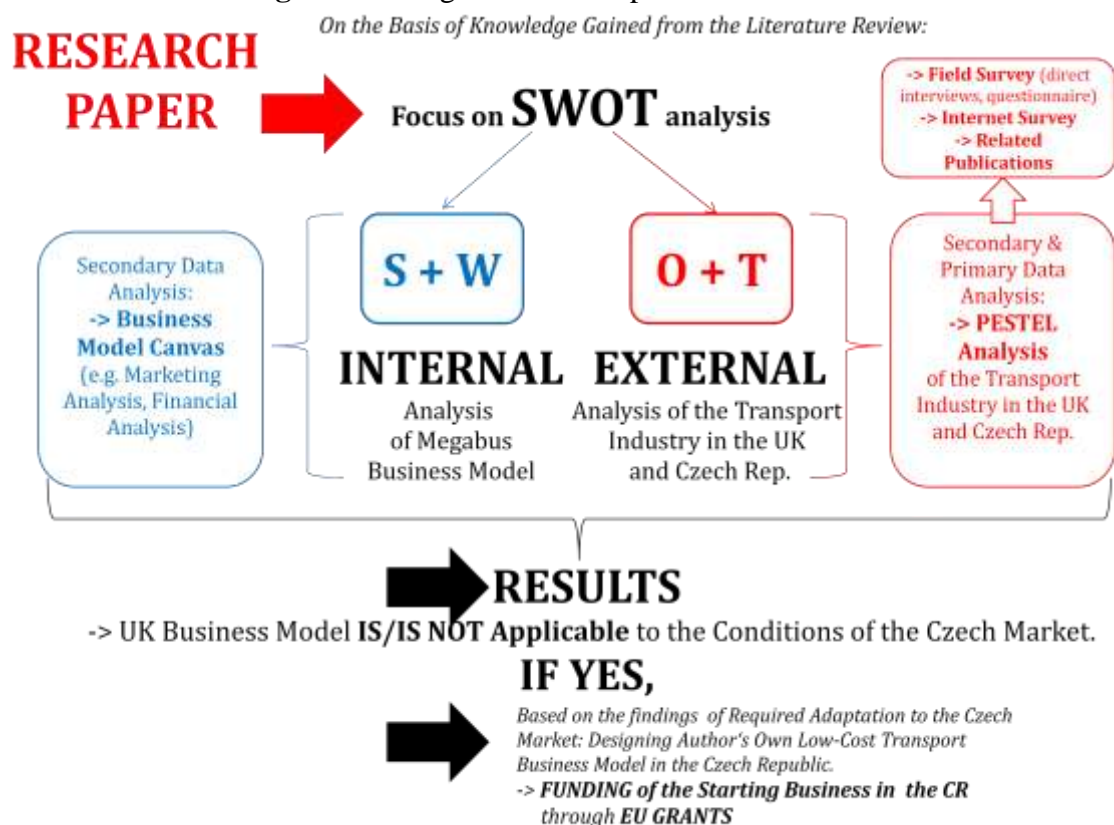 On the Basis of Knowledge Gained from the Literature Review:
RESEARCH
PAPER
Focus on SWOT analysis
-> Field Survey (direct
interviews, questionnaire)
-> Internet Survey
-> Related
Publications
Secondary Data
Analysis:
-> Business
Model Canvas
(e.g. Marketing
Analysis, Financial
Analysis)
S + W
INTERNAL
Analysis
of Megabus
Business Model
O + T
EXTERNAL
Analysis of the Transport
Industry in the UK
and Czech Rep.
Secondary &
Primary Data
Analysis:
-> PESTEL
Analysis
of the Transport
Industry in the UK
and Czech Rep.
RESULTS
-> UK Business Model IS/IS NOT Applicable to the Conditions of the Czech Market.
IF YES,
Based on the findings of Required Adaptation to the Czech
Market: Designing Author's Own Low-Cost Transport
Business Model in the Czech Republic.
-> FUNDING of the Starting Business in the CR
through EU GRANTS